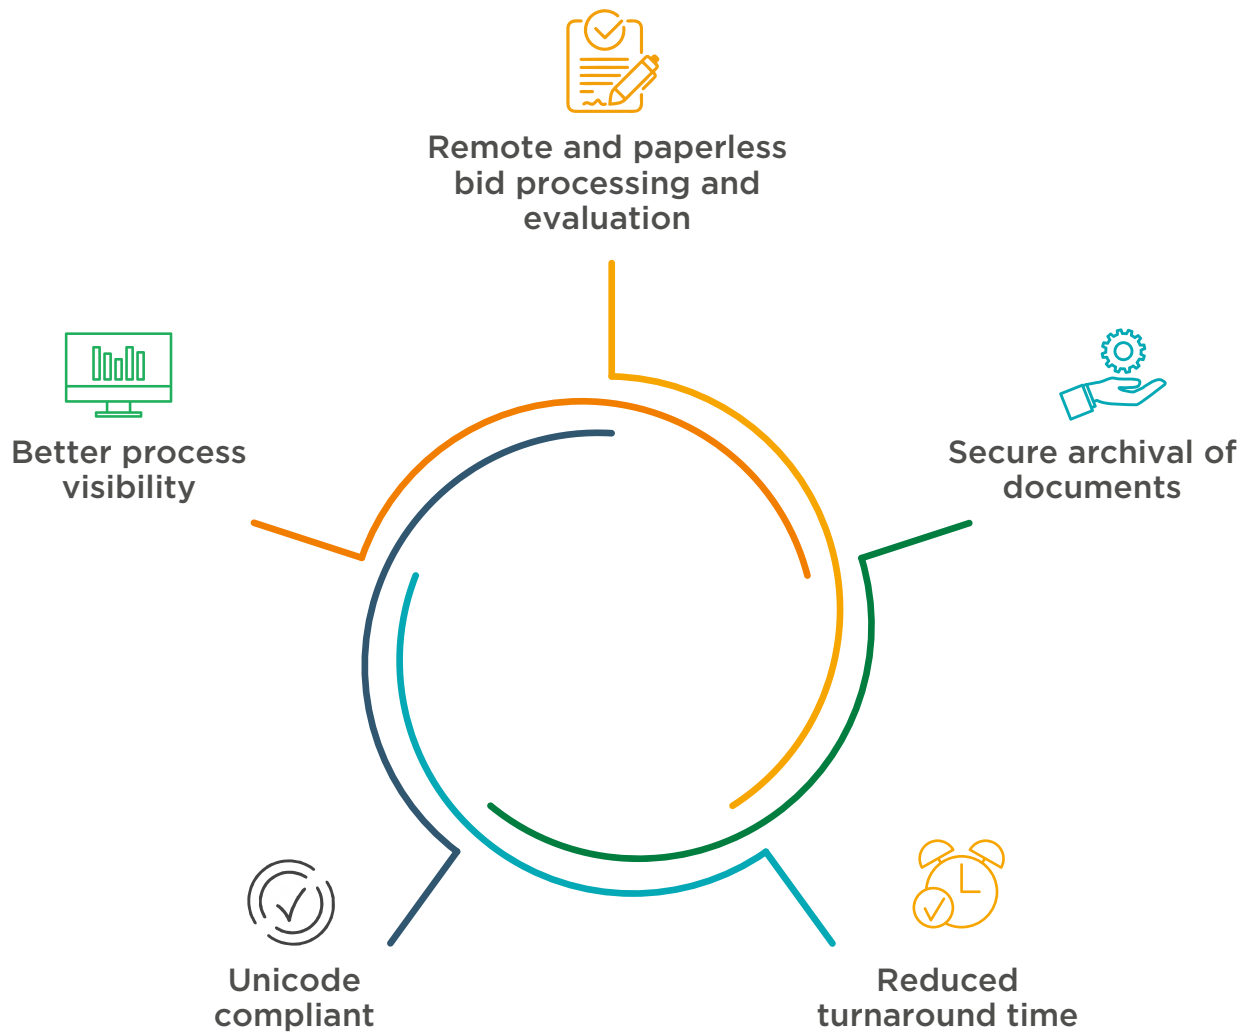 Remote and paperless
bid processing and
evaluation
Better process
visibility
Secure archival of
documents
Unicode
compliant
Reduced
turnaround time